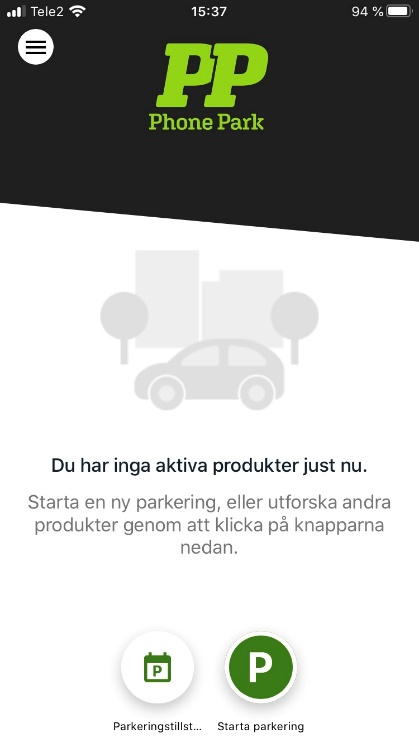 Tele2 15:37 94 %
PP
Phone Park
Du har inga aktiva produkter just nu.
Starta en ny parkering, eller utforska andra
produkter genom att klicka på knapparna
nedan.
P P
Parkeringstillst... Starta parkering